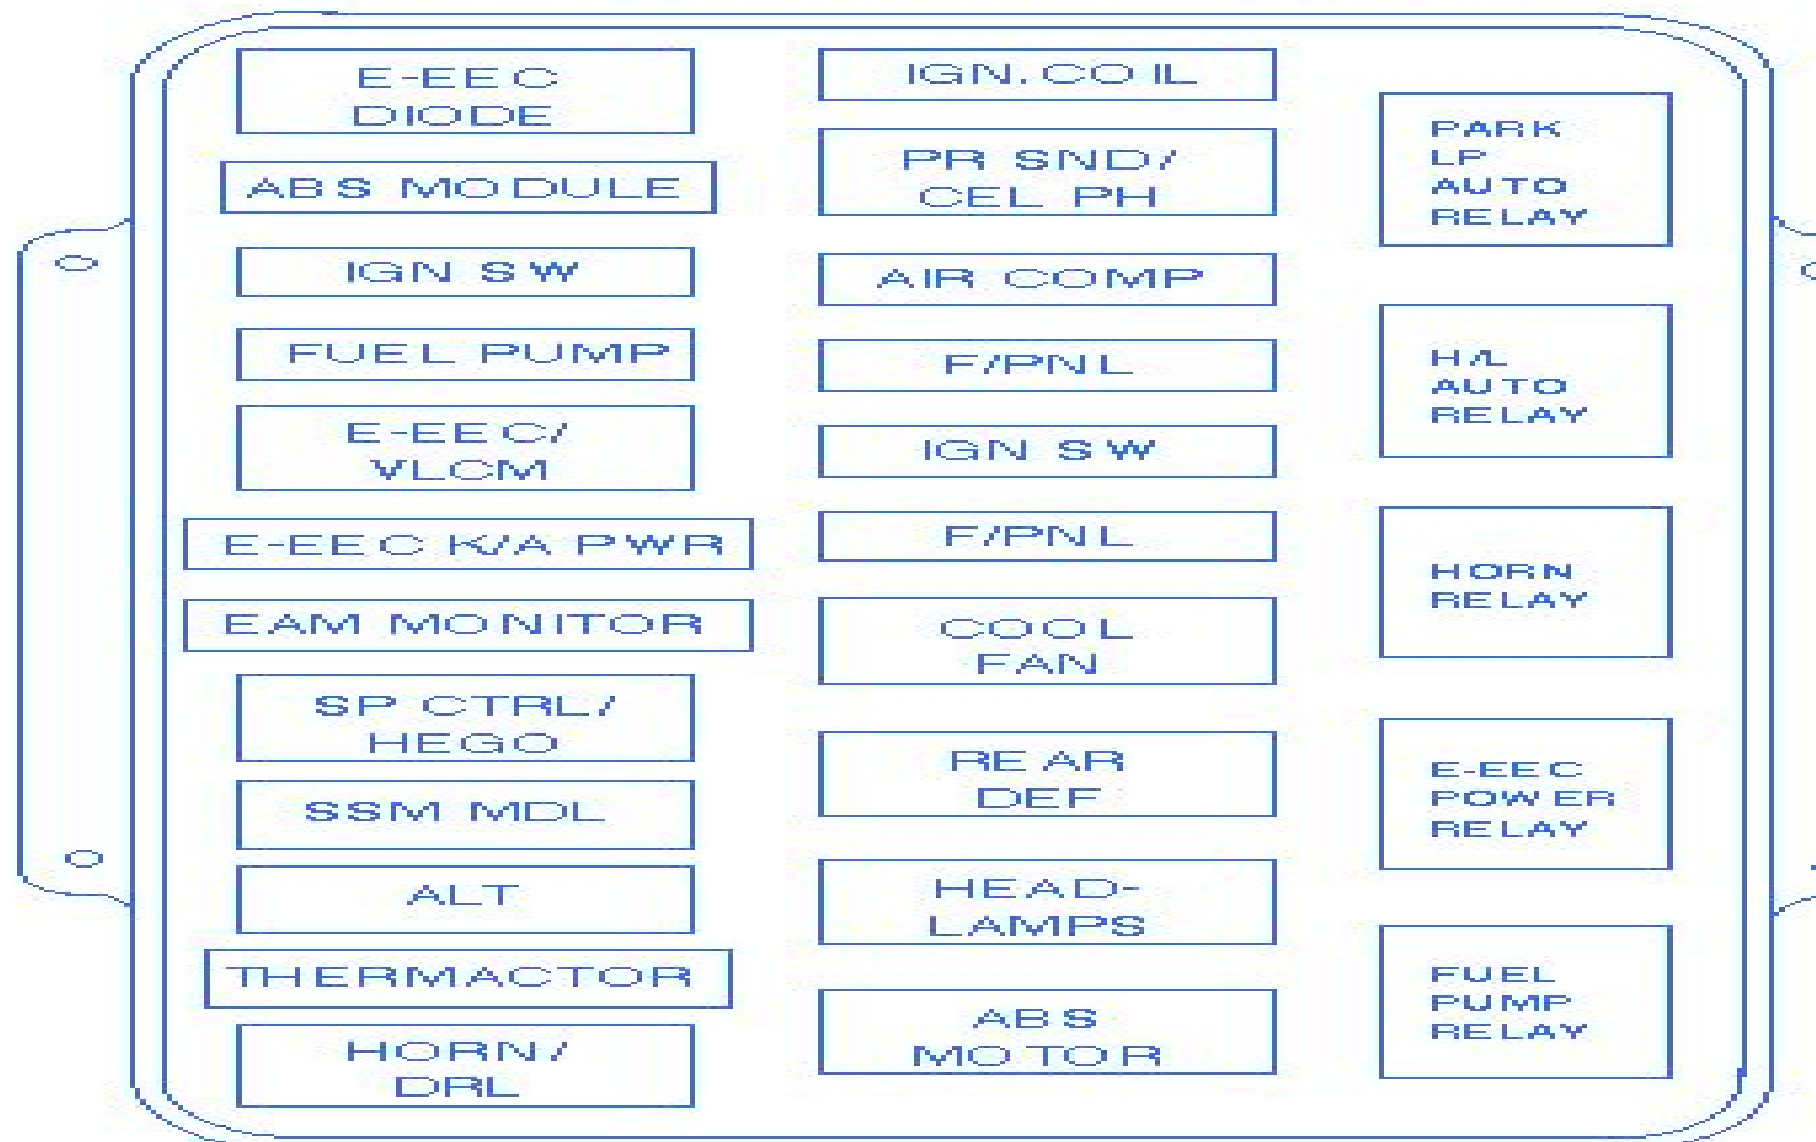 E-EEC
DIODE
ABS MODULE
IGN SW
FUEL PUMP
E-EEC/
VLCM
E-EEC K/A PWR
EAM MONITOR
SP CTRL/
HEGO
SSM MDL
ALT
THERMACTOR
HORN/
DRL
IGN.COIL
PR SND/
CEL PH
AIR COMP
F/PNL
IGN SW
F/PNL
COOL
FAN
REAR
DEF
HEAD-
LAMPS
ABS
MOTOR
PARK
LP
AUTO
RELAY
H/L
AUTO
RELAY
HORN
RELAY
E-EEC
POWER
RELAY
FUEL
PUMP
RELAY